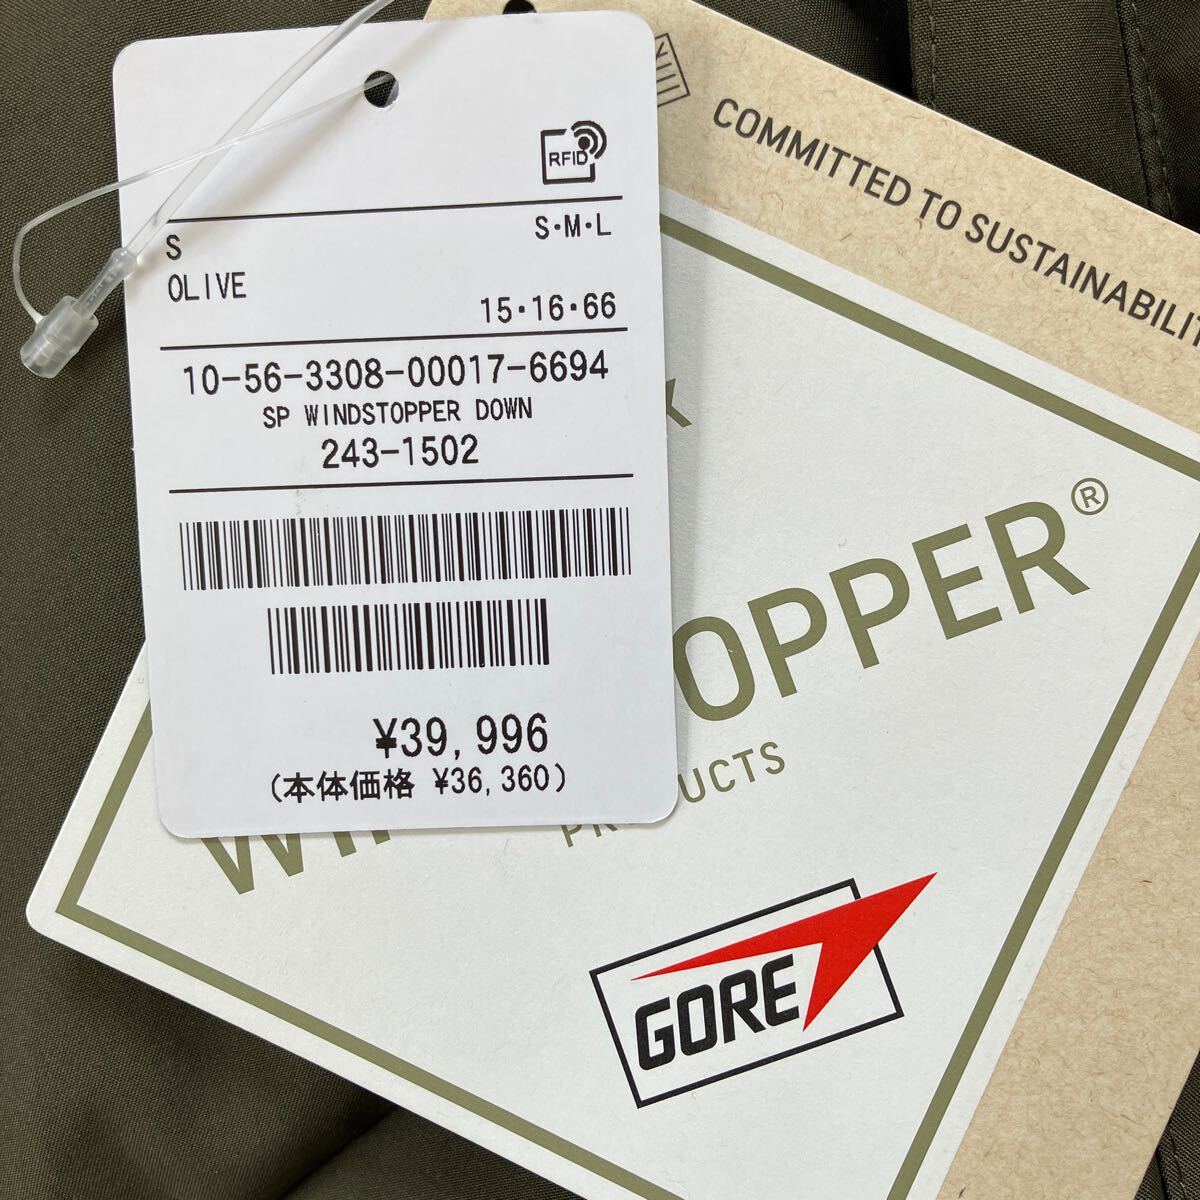 RFID
S
S・M・L
OLIVE
15・16・66
10-56-3308-00017-6694
SP WINDSTOPPER DOWN
243-1502
¥39,996
(本体価格 ¥36,360)
COMMITTED TO SUSTAINABILIT
OPPER®
GORE